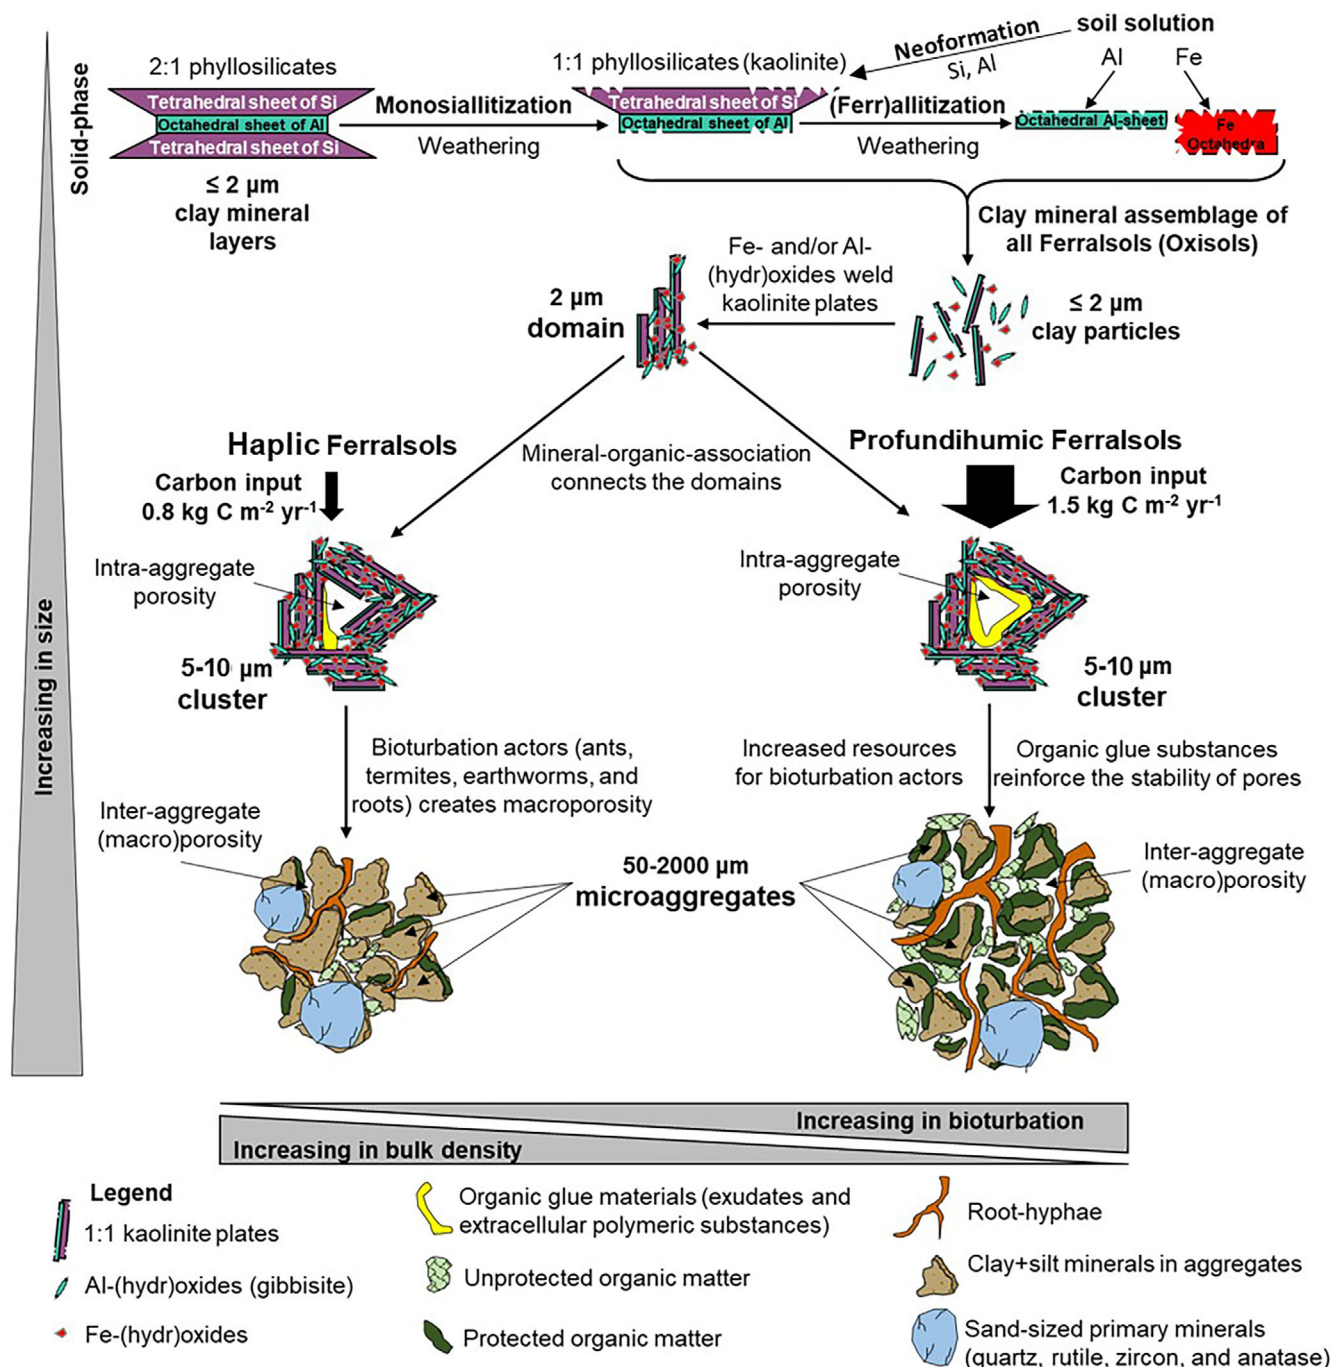 soil solution
Neoformation
Si, Al
Al
Fe
Solid-phase
2:1 phyllosilicates
Tetrahedral sheet of Si
Octahedral sheet of Al
Tetrahedral sheet of Si
≤ 2 µm
clay mineral
layers
Monosiallitization
Weathering
1:1 phyllosilicates (kaolinite)
Tetrahedral sheet of Si
Octahedral sheet of Al
(Ferr)allitization
Weathering
Octahedral Al-sheet
Fe
Octahedra
Clay mineral assemblage of
all Ferralsols (Oxisols)
Fe- and/or Al-
(hydr)oxides weld
kaolinite plates
2 µm
domain
≤ 2 µm
clay particles
Haplic Ferralsols
Carbon input
0.8 kg C m-2 yr-1
Mineral-organic-association
connects the domains
Profundihumic Ferralsols
Carbon input
1.5 kg C m-2 yr-1
Intra-aggregate
porosity
Intra-aggregate
porosity
5-10 µm
cluster
5-10 µm
cluster
Increasing in size
Bioturbation actors (ants,
termites, earthworms, and
roots) creates macroporosity
Increased resources
for bioturbation actors
Organic glue substances
reinforce the stability of pores
Inter-aggregate
(macro)porosity
50-2000 µm
microaggregates
Inter-aggregate
(macro)porosity
Increasing in bioturbation
Increasing in bulk density
Legend
1:1 kaolinite plates
Al-(hydr)oxides (gibbisite)
Fe-(hydr)oxides
Organic glue materials (exudates and
extracellular polymeric substances)
Unprotected organic matter
Protected organic matter
Root-hyphae
Clay+silt minerals in aggregates
Sand-sized primary minerals
(quartz, rutile, zircon, and anatase)